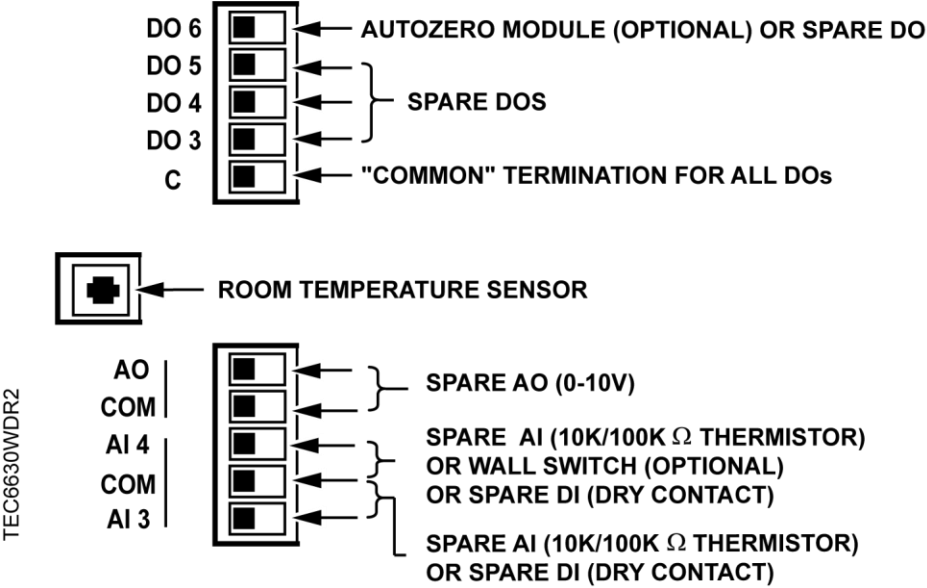 DO 6 AUTOZERO MODULE (OPTIONAL) OR SPARE DO
DO 5
DO 4 SPARE DOS
DO 3
C "COMMON" TERMINATION FOR ALL DOs
ROOM TEMPERATURE SENSOR
AO
SPARE AO (0-10V)
COM
AI 4
SPARE AI (10K/100K Ω THERMISTOR)
OR WALL SWITCH (OPTIONAL)
OR SPARE DI (DRY CONTACT)
COM
AI 3
SPARE AI (10K/100K Ω THERMISTOR)
OR SPARE DI (DRY CONTACT)
TEC6630WDR2